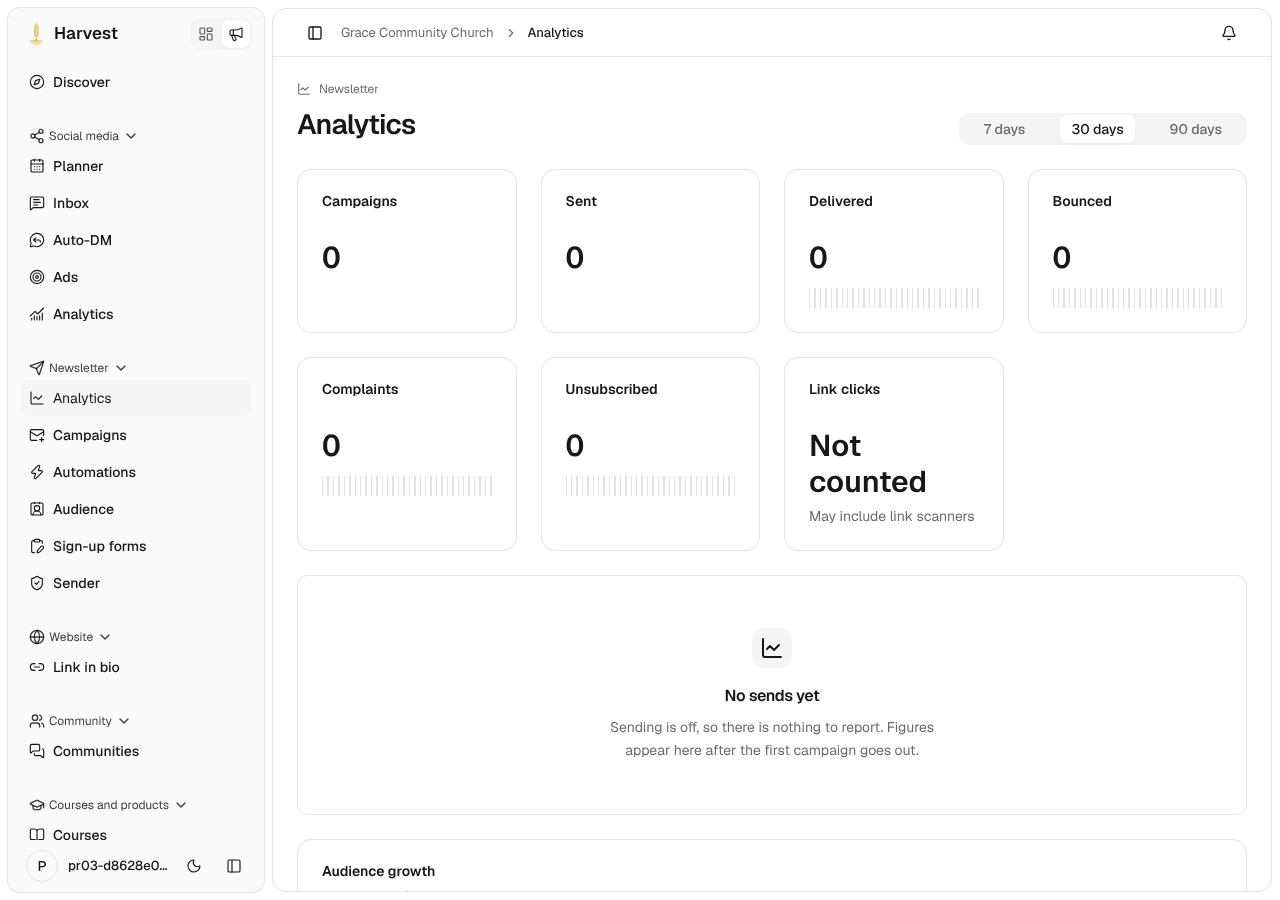 Harvest
Discover
Social media
Planner
Inbox
Auto-DM
Ads
Analytics
Newsletter
Analytics
Campaigns
Automations
Audience
Sign-up forms
Sender
Website
Link in bio
Community
Communities
Courses and products
Courses
P
pr03-d8628e0...
Grace Community Church
Analytics
Newsletter
Analytics
7 days
30 days
90 days
Campaigns
0
Sent
0
Delivered
0
Bounced
0
Complaints
0
Unsubscribed
0
Link clicks
Not
counted
May include link scanners
No sends yet
Sending is off, so there is nothing to report. Figures
appear here after the first campaign goes out.
Audience growth